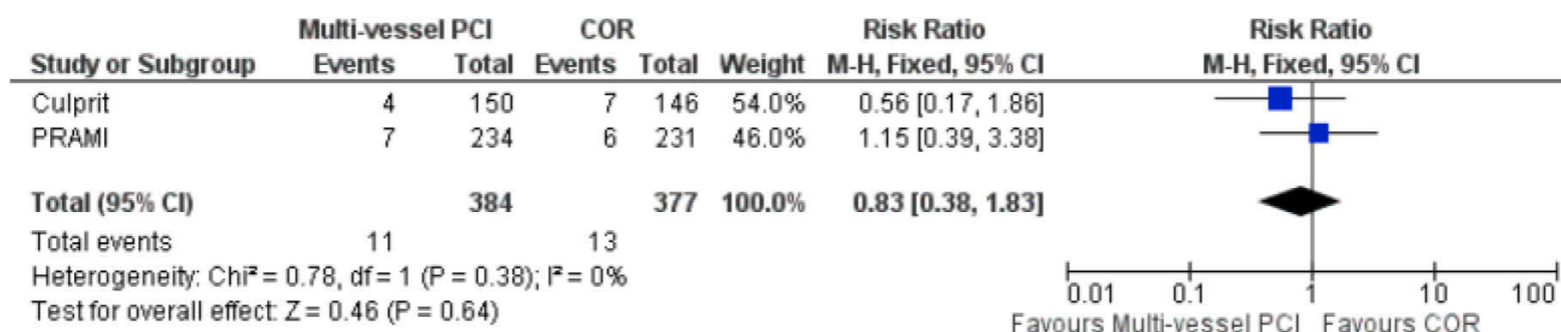 Multi-vessel PCI COR Risk Ratio Risk Ratio
Study or Subgroup Events Total Events Total Weight M-H, Fixed, 95% CI M-H, Fixed, 95% CI
Culprit 4 150 7 146 54.0% 0.56 [0.17, 1.86]
PRAMI 7 234 6 231 46.0% 1.15 [0.39, 3.38]
Total (95% CI) 384 377 100.0% 0.83 [0.38, 1.83]
Total events 11 13
Heterogeneity: Chi² = 0.78, df = 1 (P = 0.38); I² = 0%
Test for overall effect: Z = 0.46 (P = 0.64)
0.01 0.1 1 10 100
Favours Multi-vessel PCI Favours COR